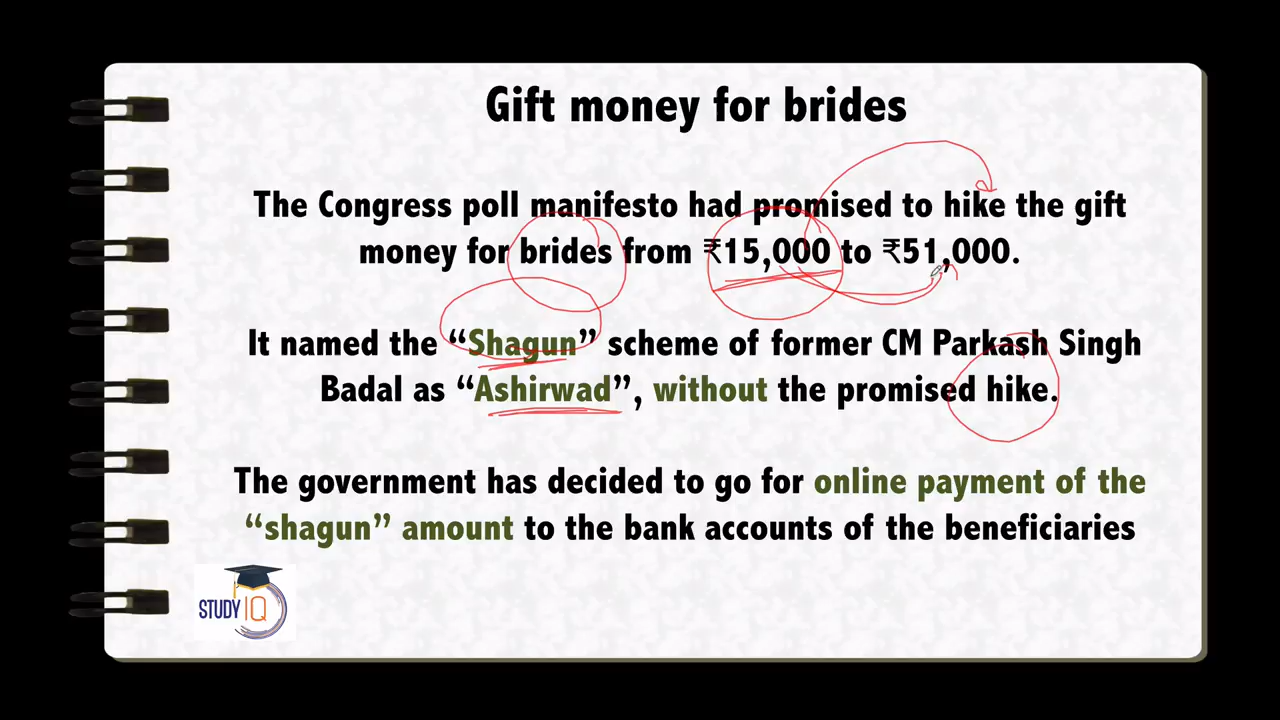 Gift money for brides
The Congress poll manifesto had promised to hike the gift
money for brides from ₹15,000 to ₹51,000.
It named the “Shagun” scheme of former CM Parkash Singh
Badal as “Ashirwad”, without the promised hike.
The government has decided to go for online payment of the
“shagun” amount to the bank accounts of the beneficiaries
STUDY IQ